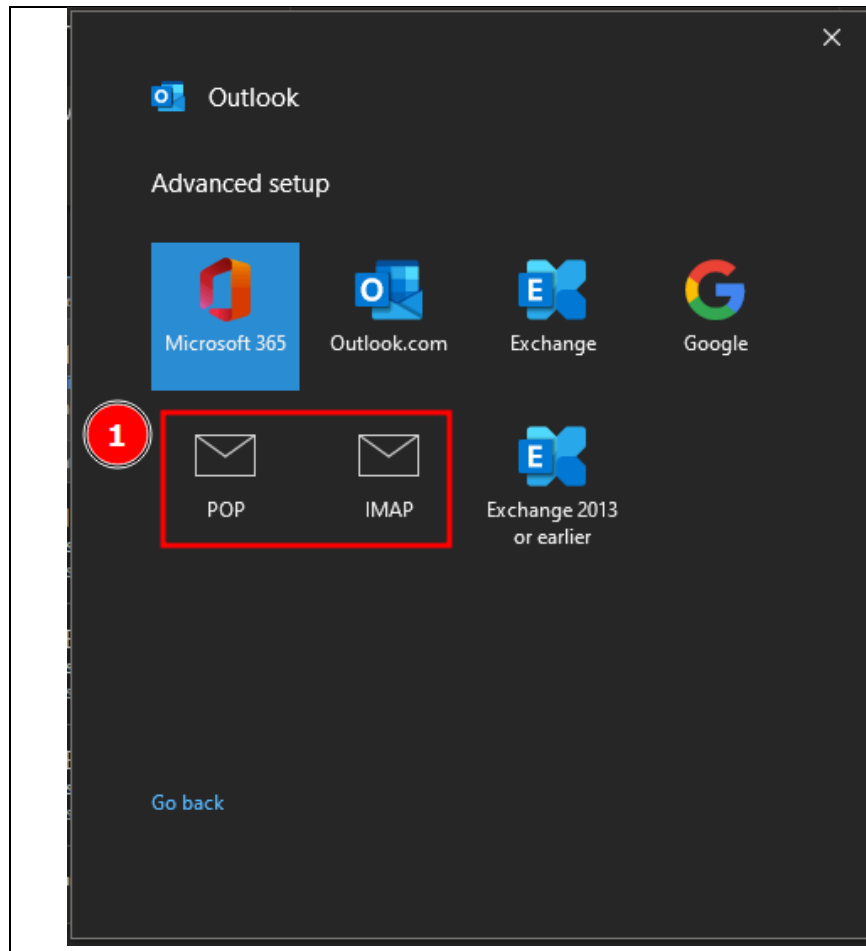 Outlook
Advanced setup
Microsoft 365
Outlook.com
Exchange
Google
1
POP
IMAP
Exchange 2013
or earlier
Go back